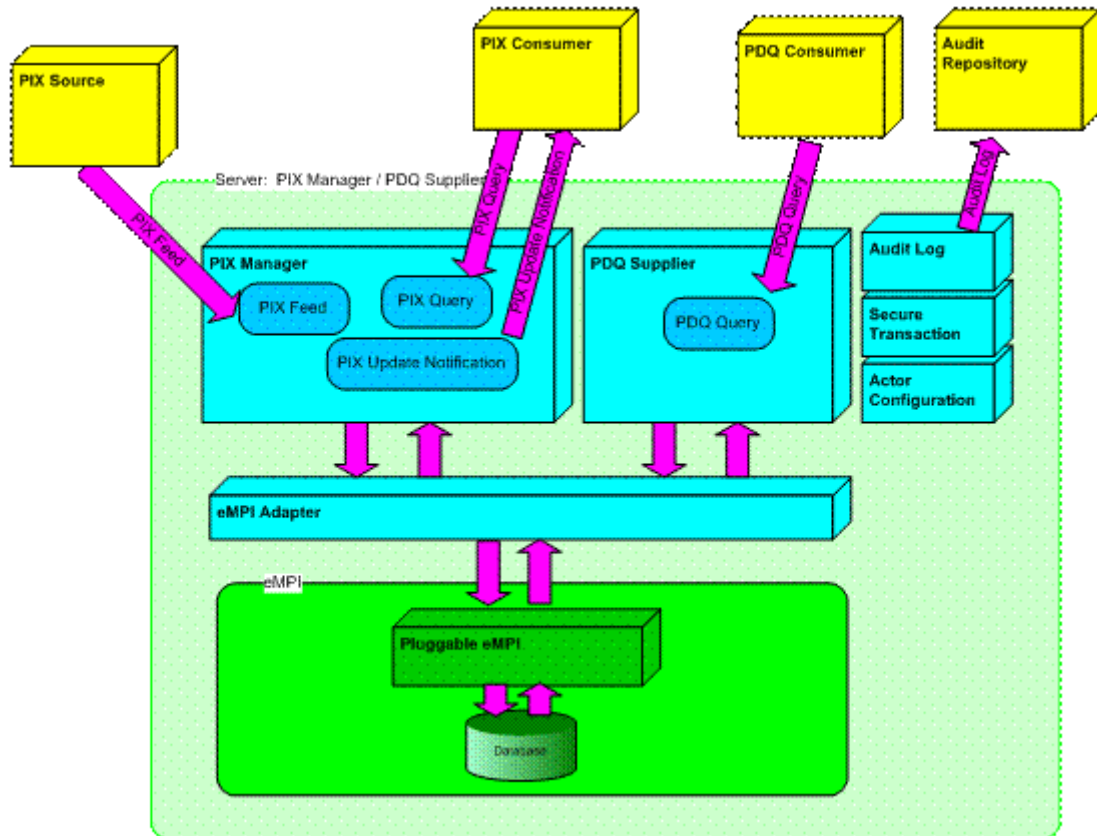 PIX Source
PIX Consumer
PDQ Consumer
Audit
Repository
PIX Feed
PIX Query
PIX Update Notification
PDQ Query
Audit Log
Server: PIX Manager / PDQ Supplier
PIX Manager
PIX Feed
PIX Query
PIX Update Notification
PDQ Supplier
PDQ Query
Audit Log
Secure
Transaction
Actor
Configuration
eMPI Adapter
eMPI
Pluggable eMPI
Database